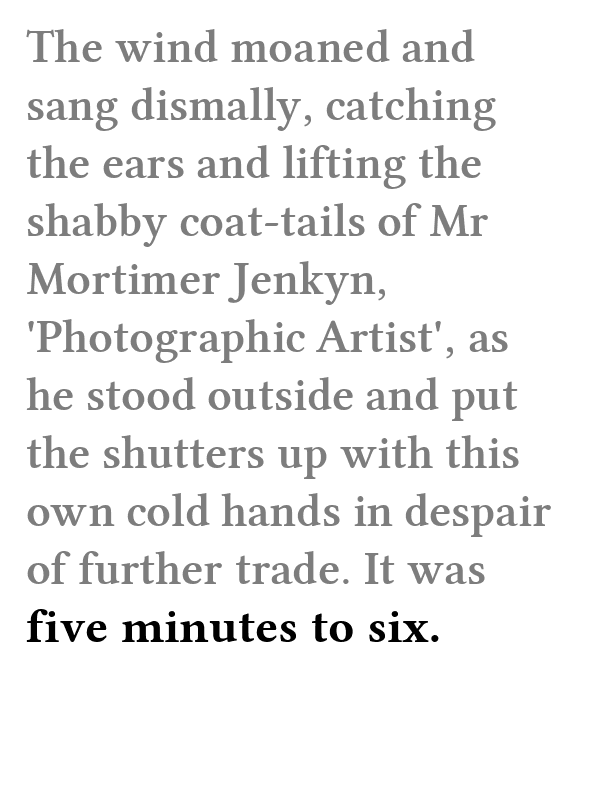 The wind moaned and
sang dismally, catching
the ears and lifting the
shabby coat-tails of Mr
Mortimer Jenkyn,
'Photographic Artist', as
he stood outside and put
the shutters up with this
own cold hands in despair
of further trade. It was
five minutes to six.